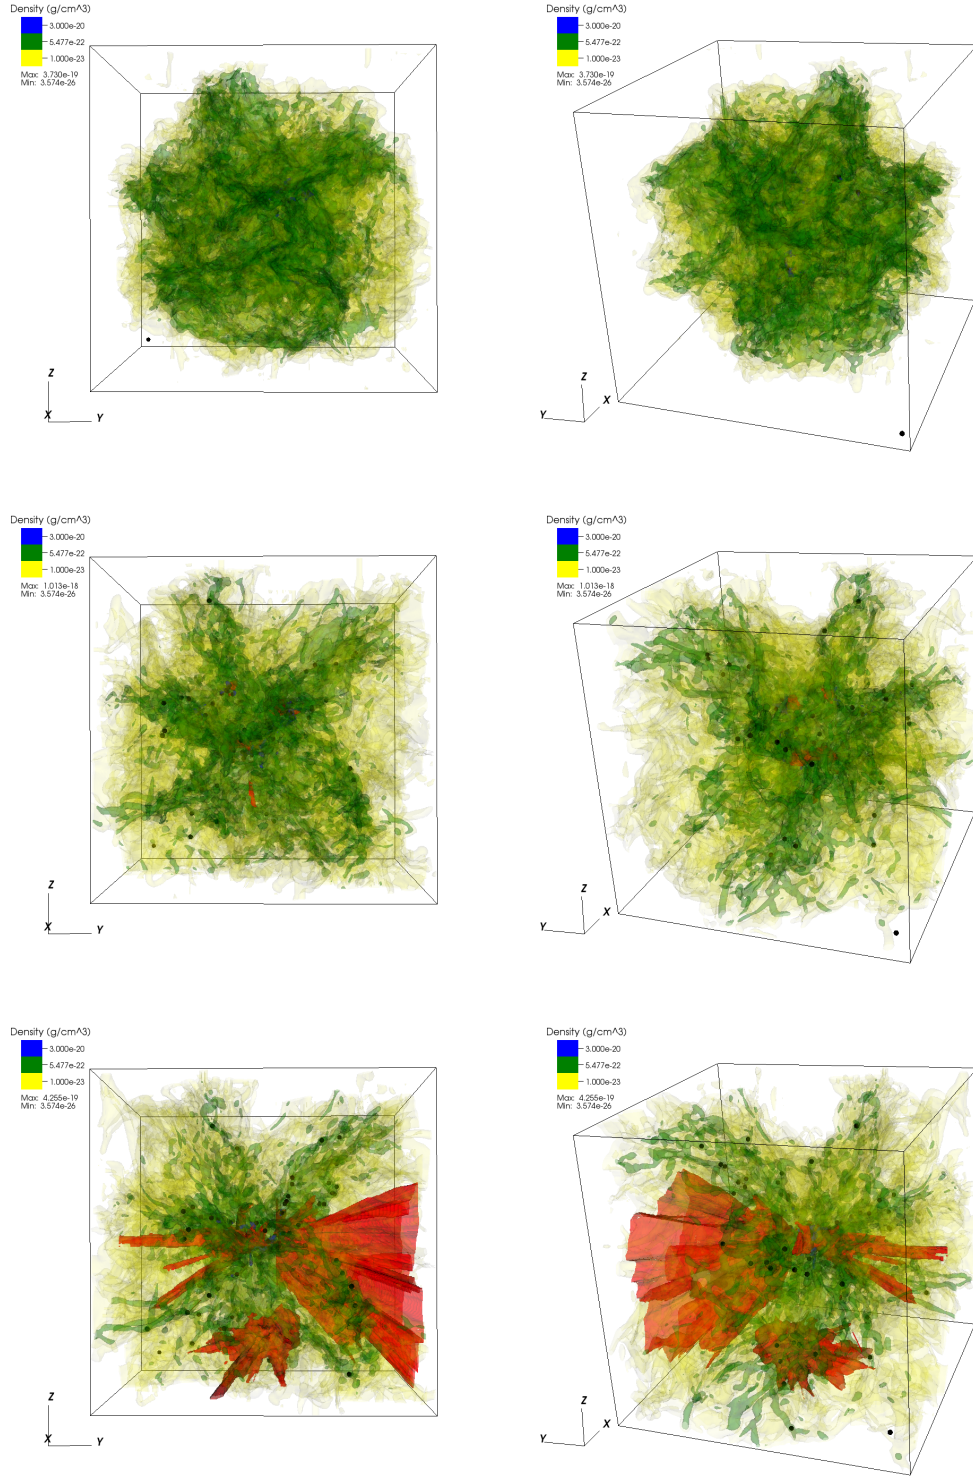 Density (g/cm^3)
3.000e-20
5.477e-22
1.000e-23
Max: 3.730e-19
Min: 3.574e-26
Z
X
Y
Density (g/cm^3)
3.000e-20
5.477e-22
1.000e-23
Max: 3.730e-19
Min: 3.574e-26
Z
X
Y
Density (g/cm^3)
3.000e-20
5.477e-22
1.000e-23
Max: 1.013e-18
Min: 3.574e-26
Z
X
Y
Density (g/cm^3)
3.000e-20
5.477e-22
1.000e-23
Max: 1.013e-18
Min: 3.574e-26
Z
X
Y
Density (g/cm^3)
3.000e-20
5.477e-22
1.000e-23
Max: 4.255e-19
Min: 3.574e-26
Z
X
Y
Density (g/cm^3)
3.000e-20
5.477e-22
1.000e-23
Max: 4.255e-19
Min: 3.574e-26
Z
X
Y